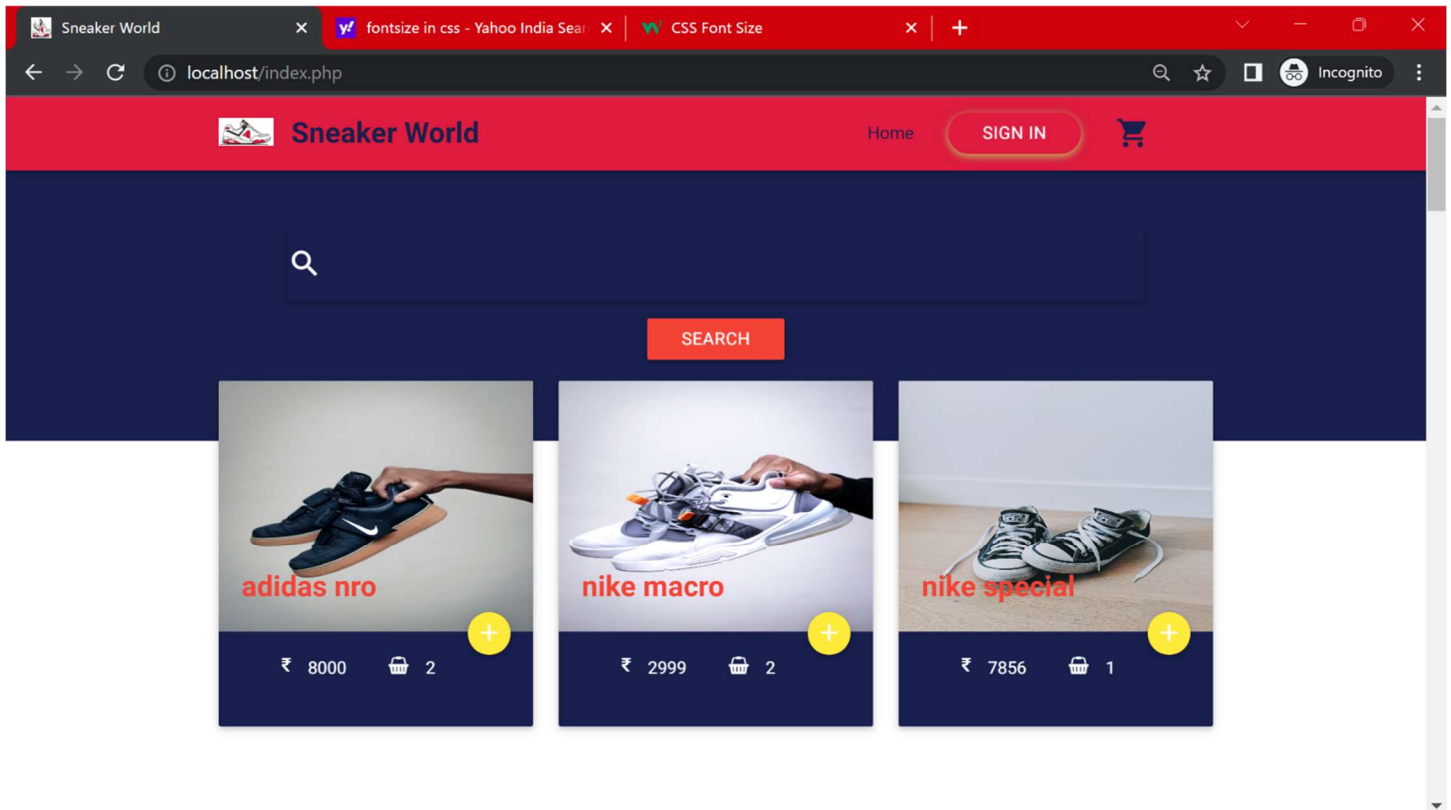 Sneaker World
fontsize in css - Yahoo India Sear
CSS Font Size
localhost/index.php
Incognito
Sneaker World
Home
SIGN IN
SEARCH
adidas nro
nike macro
nike special
₹ 8000 2
₹ 2999 2
₹ 7856 1